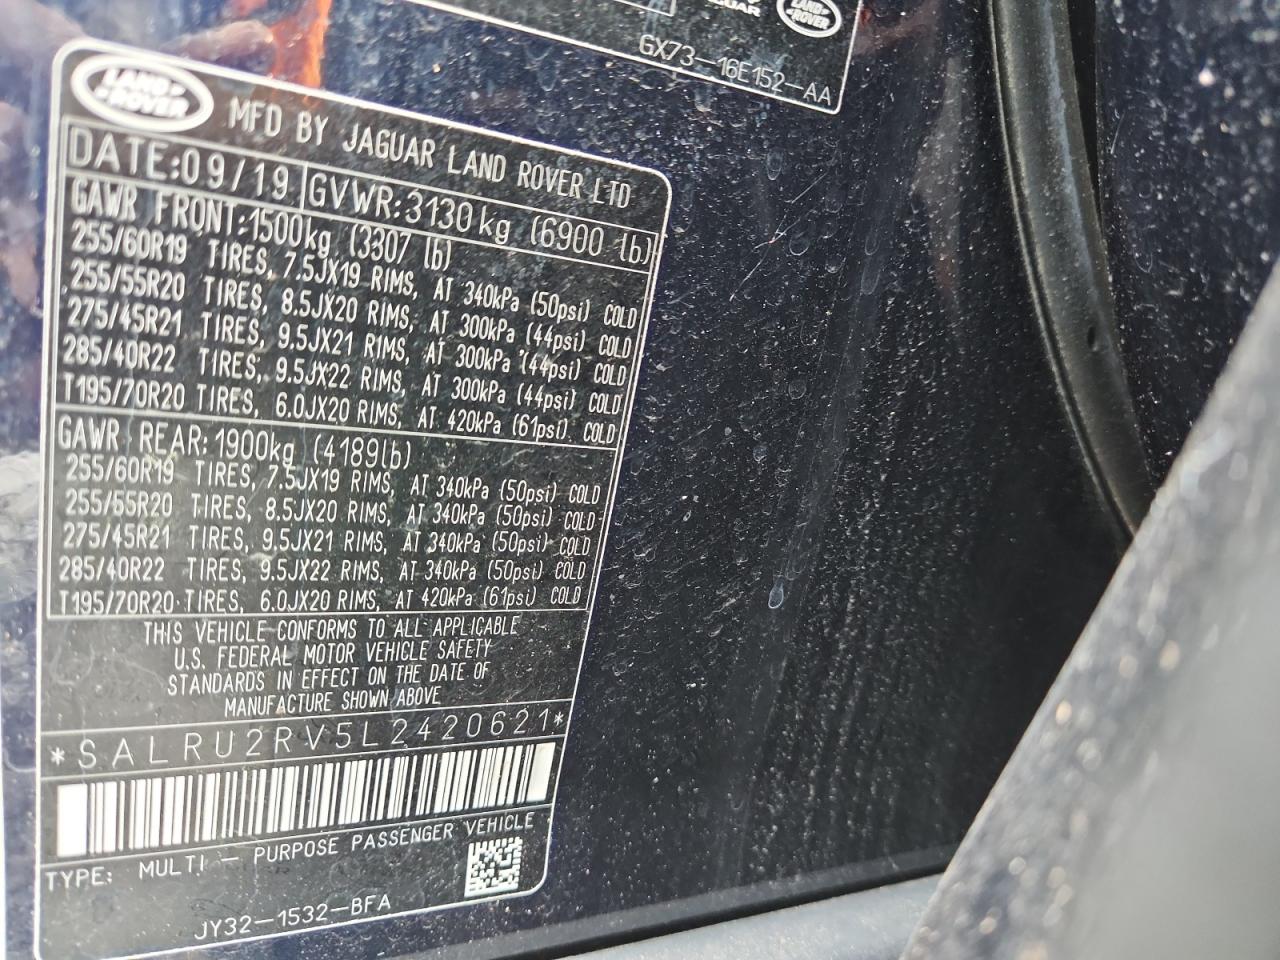 JAGUAR LAND ROVER
GX73-16E152-AA
LAND ROVER MFD BY JAGUAR LAND ROVER LTD
DATE:09/19 GVWR:3130kg (6900 lb)
GAWR FRONT:1500kg (3307 lb)
255/60R19 TIRES, 7.5JX19 RIMS, AT 340kPa (50psi) COLD
255/55R20 TIRES, 8.5JX20 RIMS, AT 300kPa (44psi) COLD
275/45R21 TIRES, 9.5JX21 RIMS, AT 300kPa (44psi) COLD
285/40R22 TIRES, 9.5JX22 RIMS, AT 300kPa (44psi) COLD
T195/70R20 TIRES, 6.0JX20 RIMS, AT 420kPa (61psi) COLD
GAWR REAR:1900kg (4189lb)
255/60R19 TIRES, 7.5JX19 RIMS, AT 340kPa (50psi) COLD
255/55R20 TIRES, 8.5JX20 RIMS, AT 340kPa (50psi) COLD
275/45R21 TIRES, 9.5JX21 RIMS, AT 340kPa (50psi) COLD
285/40R22 TIRES, 9.5JX22 RIMS, AT 340kPa (50psi) COLD
T195/70R20 TIRES, 6.0JX20 RIMS, AT 420kPa (61psi) COLD
THIS VEHICLE CONFORMS TO ALL APPLICABLE
U.S. FEDERAL MOTOR VEHICLE SAFETY
STANDARDS IN EFFECT ON THE DATE OF
MANUFACTURE SHOWN ABOVE
*SALRU2RV5L2420621*
TYPE: MULTI - PURPOSE PASSENGER VEHICLE
JY32-1532-BFA